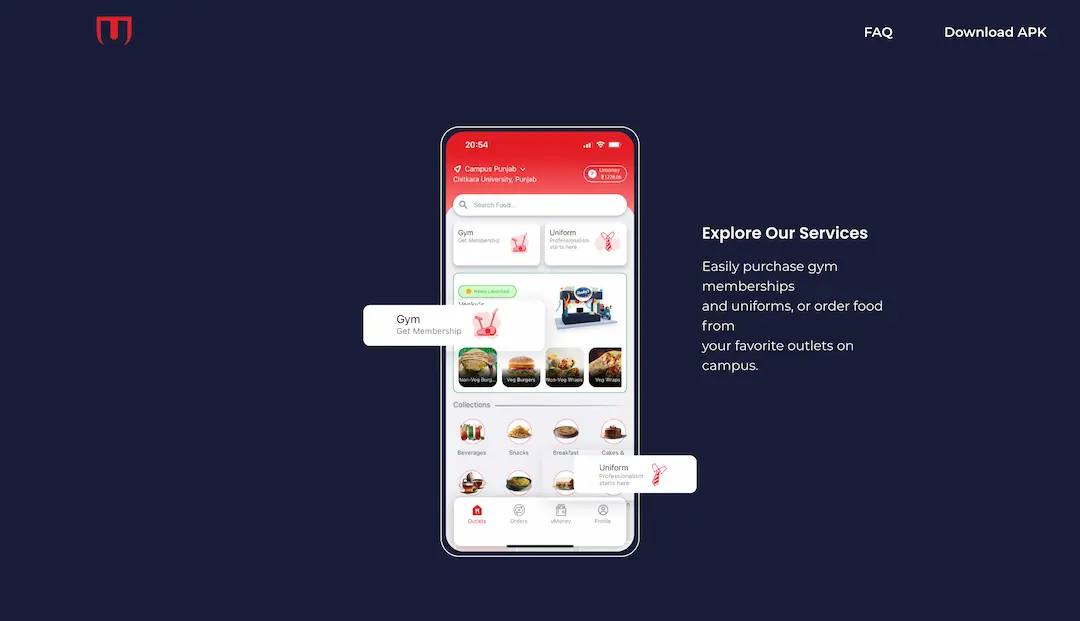 FAQ
Download APK
20:54
Campus Punjab
Chitkara University, Punjab
Umoney
Search Food...
Gym
Get Membership
Uniform
Professionalism
starts here
Newly Launched
Gym
Get Membership
Non-Veg Burg...
Veg Burgers
Non-Veg Wraps
Veg Wraps
Collections
Beverages
Snacks
Breakfast
Cakes &
Uniform
Professionalism
starts here
Outlets
Orders
uMoney
Profile
Explore Our Services
Easily purchase gym
memberships
and uniforms, or order food
from
your favorite outlets on
campus.